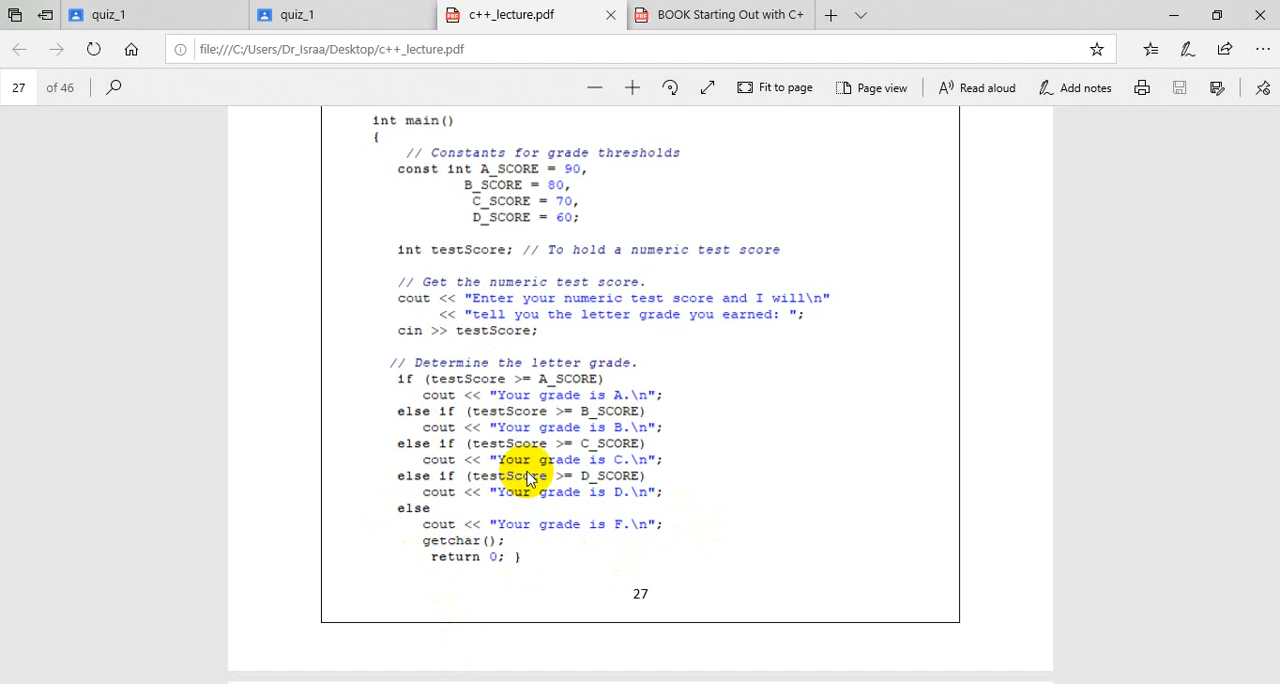 quiz_1
quiz_1
c++_lecture.pdf
BOOK Starting Out with C+
file:///C:/Users/Dr_Israa/Desktop/c++_lecture.pdf
27 of 46
Fit to page
Page view
Read aloud
Add notes
int main()
{
// Constants for grade thresholds
const int A_SCORE = 90,
B_SCORE = 80,
C_SCORE = 70,
D_SCORE = 60;
int testScore; // To hold a numeric test score
// Get the numeric test score.
cout << "Enter your numeric test score and I will\n"
<< "tell you the letter grade you earned: ";
cin >> testScore;
// Determine the letter grade.
if (testScore >= A_SCORE)
cout << "Your grade is A.\n";
else if (testScore >= B_SCORE)
cout << "Your grade is B.\n";
else if (testScore >= C_SCORE)
cout << "Your grade is C.\n";
else if (testScore >= D_SCORE)
cout << "Your grade is D.\n";
else
cout << "Your grade is F.\n";
getchar();
return 0; }
27